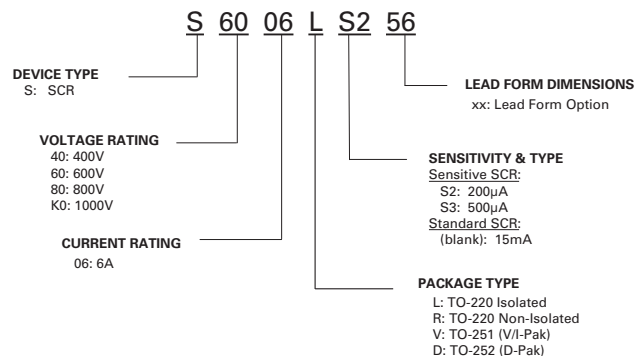 S 60 06 L S2 56
DEVICE TYPE
S: SCR
VOLTAGE RATING
40: 400V
60: 600V
80: 800V
K0: 1000V
CURRENT RATING
06: 6A
LEAD FORM DIMENSIONS
xx: Lead Form Option
SENSITIVITY & TYPE
Sensitive SCR:
S2: 200μA
S3: 500μA
Standard SCR:
(blank): 15mA
PACKAGE TYPE
L: TO-220 Isolated
R: TO-220 Non-Isolated
V: TO-251 (V/I-Pak)
D: TO-252 (D-Pak)